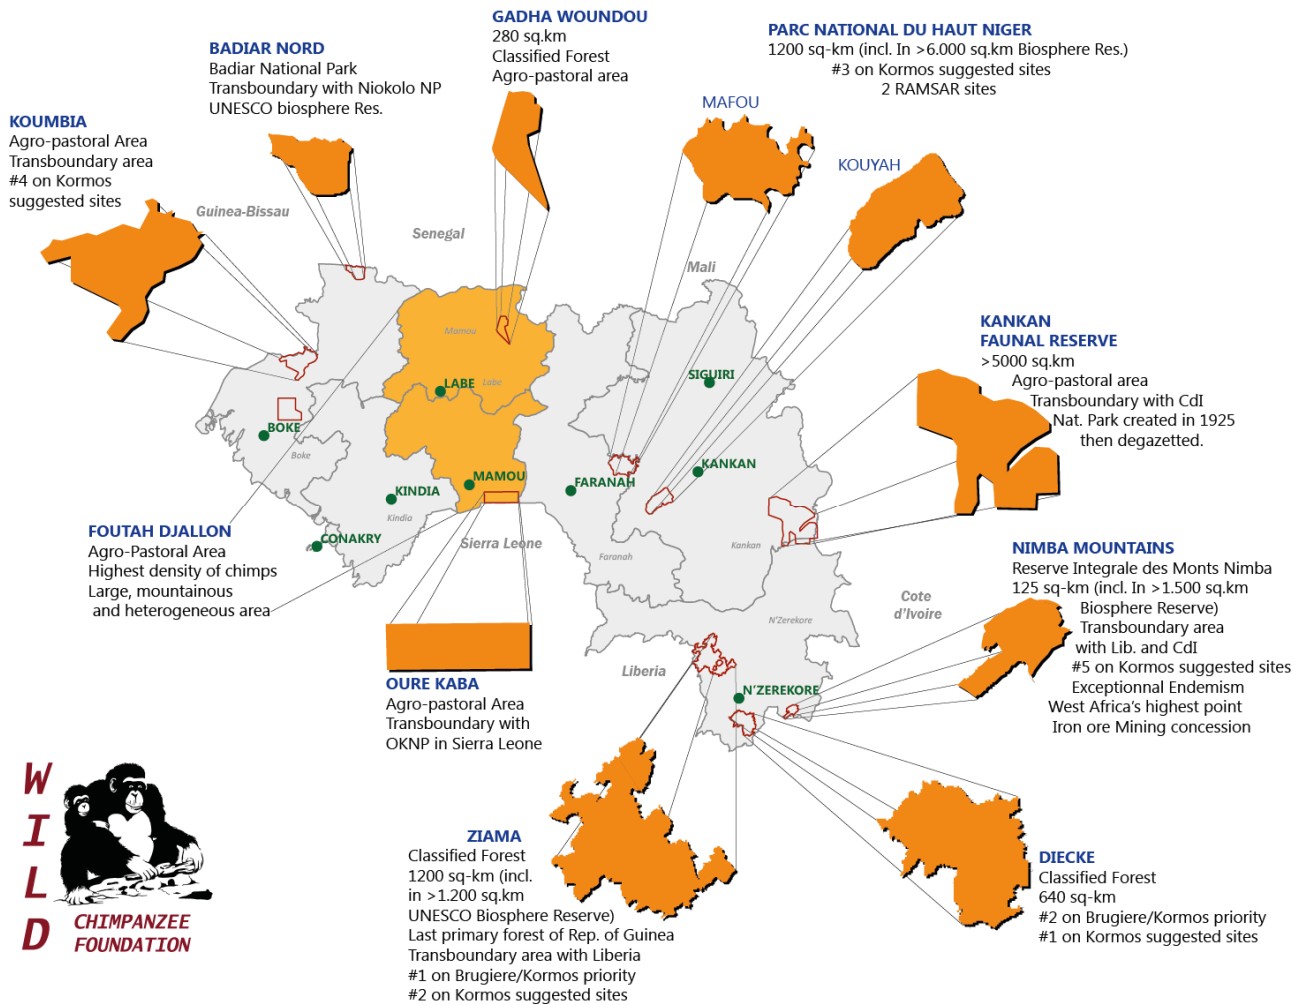 GADHA WOUNDOU
280 sq.km
Classified Forest
Agro-pastoral area
PARC NATIONAL DU HAUT NIGER
1200 sq-km (incl. In >6.000 sq.km Biosphere Res.)
#3 on Kormos suggested sites
2 RAMSAR sites
MAFOU
KOUYAH
BADIAR NORD
Badiar National Park
Transboundary with Niokolo NP
UNESCO biosphere Res.
KOUMBIA
Agro-pastoral Area
Transboundary area
#4 on Kormos
suggested sites
Guinea-Bissau
Senegal
Mali
KANKAN
FAUNAL RESERVE
>5000 sq.km
Agro-pastoral area
Transboundary with CdI
Nat. Park created in 1925
then degazetted.
Mamou
LABE
Labe
SIGUIRI
BOKE
Boke
KINDIA
Kindia
MAMOU
FARANAH
KANKAN
CONAKRY
Sierra Leone
Faranah
Kankan
FOUTAH DJALLON
Agro-Pastoral Area
Highest density of chimps
Large, mountainous
and heterogeneous area
NIMBA MOUNTAINS
Reserve Integrale des Monts Nimba
125 sq-km (incl. In >1.500 sq.km
Biosphere Reserve)
Transboundary area
with Lib. and CdI
#5 on Kormos suggested sites
Exceptionnal Endemism
West Africa's highest point
Iron ore Mining concession
Cote
d'Ivoire
N'Zerekore
Liberia
N'ZEREKORE
OURE KABA
Agro-pastoral Area
Transboundary with
OKNP in Sierra Leone
ZIAMA
Classified Forest
1200 sq-km (incl.
in >1.200 sq.km
UNESCO Biosphere Reserve)
Last primary forest of Rep. of Guinea
Transboundary area with Liberia
#1 on Brugiere/Kormos priority
#2 on Kormos suggested sites
DIECKE
Classified Forest
640 sq-km
#2 on Brugiere/Kormos priority
#1 on Kormos suggested sites
WILD
CHIMPANZEE
FOUNDATION